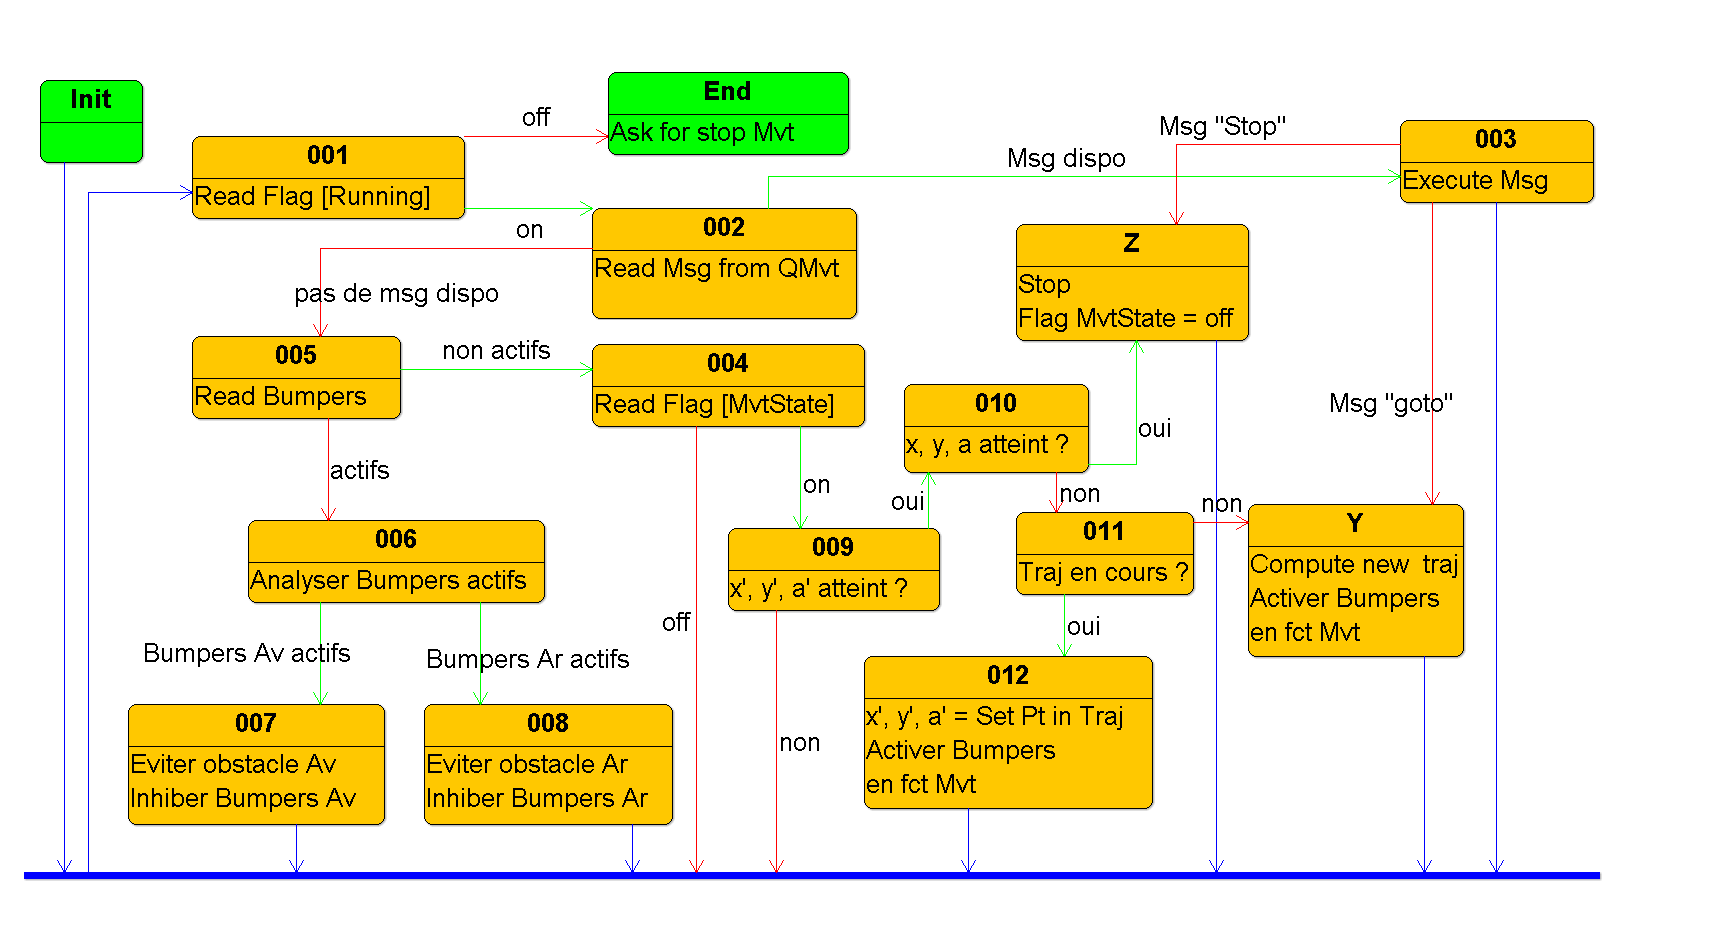 Init
End
Ask for stop Mvt
off
001
Read Flag [Running]
Msg "Stop"
003
Execute Msg
Msg dispo
on
002
Read Msg from QMvt
Z
Stop
Flag MvtState = off
pas de msg dispo
005
Read Bumpers
non actifs
004
Read Flag [MvtState]
010
x, y, a atteint ?
Msg "goto"
oui
actifs
on
oui
non
non
006
Analyser Bumpers actifs
009
x', y', a' atteint ?
011
Traj en cours ?
Y
Compute new  traj
Activer Bumpers
en fct Mvt
off
oui
Bumpers Av actifs
Bumpers Ar actifs
007
Eviter obstacle Av
Inhiber Bumpers Av
008
Eviter obstacle Ar
Inhiber Bumpers Ar
non
012
x', y', a' = Set Pt in Traj
Activer Bumpers
en fct Mvt